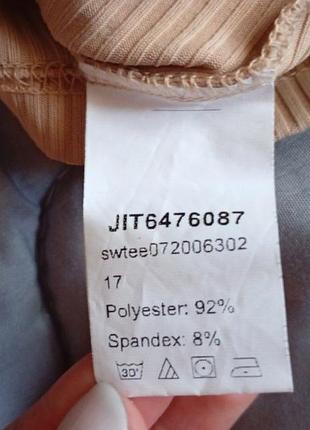 JIT6476087
swtee072006302
17
Polyester: 92%
Spandex: 8%
30°